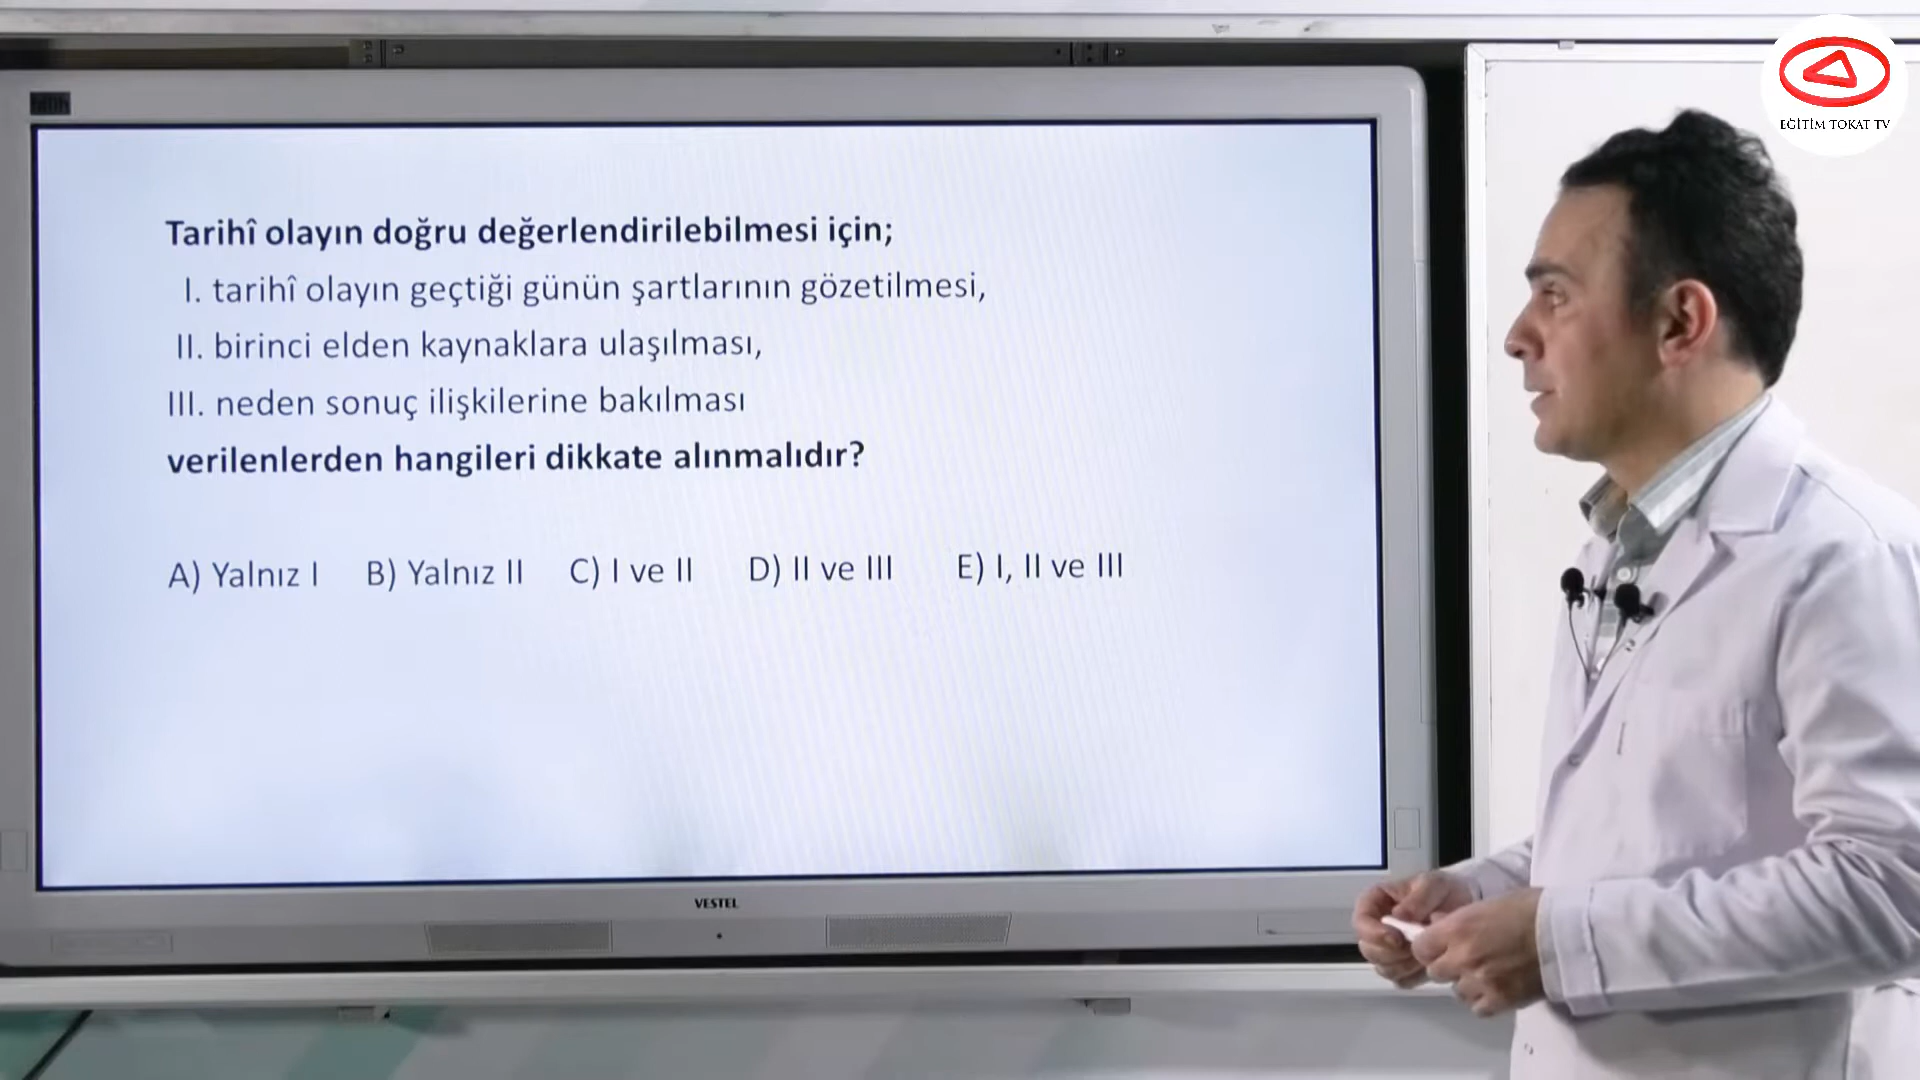 EĞİTİM TOKAT TV
Tarihî olayın doğru değerlendirilebilmesi için;
I. tarihî olayın geçtiği günün şartlarının gözetilmesi,
II. birinci elden kaynaklara ulaşılması,
III. neden sonuç ilişkilerine bakılması
verilenlerden hangileri dikkate alınmalıdır?
A) Yalnız I B) Yalnız II C) I ve II D) II ve III E) I, II ve III
VESTEL